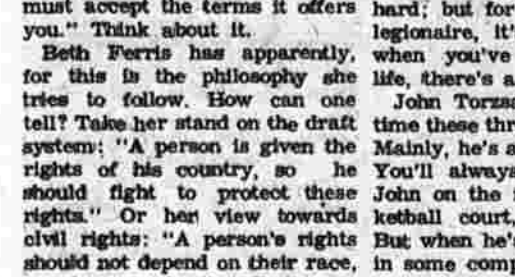 must accept the terms it offers
you." Think about it.
Beth Ferris has apparently,
for this is the philosophy she
tries to follow. How can one
tell? Take her stand on the draft
system: "A person is given the
rights of his country, so he
should fight to protect these
rights." Or her view towards
civil rights: "A person's rights
should not depend on their race,
hard; but for
legionaire, it'
when you've
life, there's a
John
time these thr
Mainly, he's a
You'll always
John on the
ketball court,
But when he's
in some comp